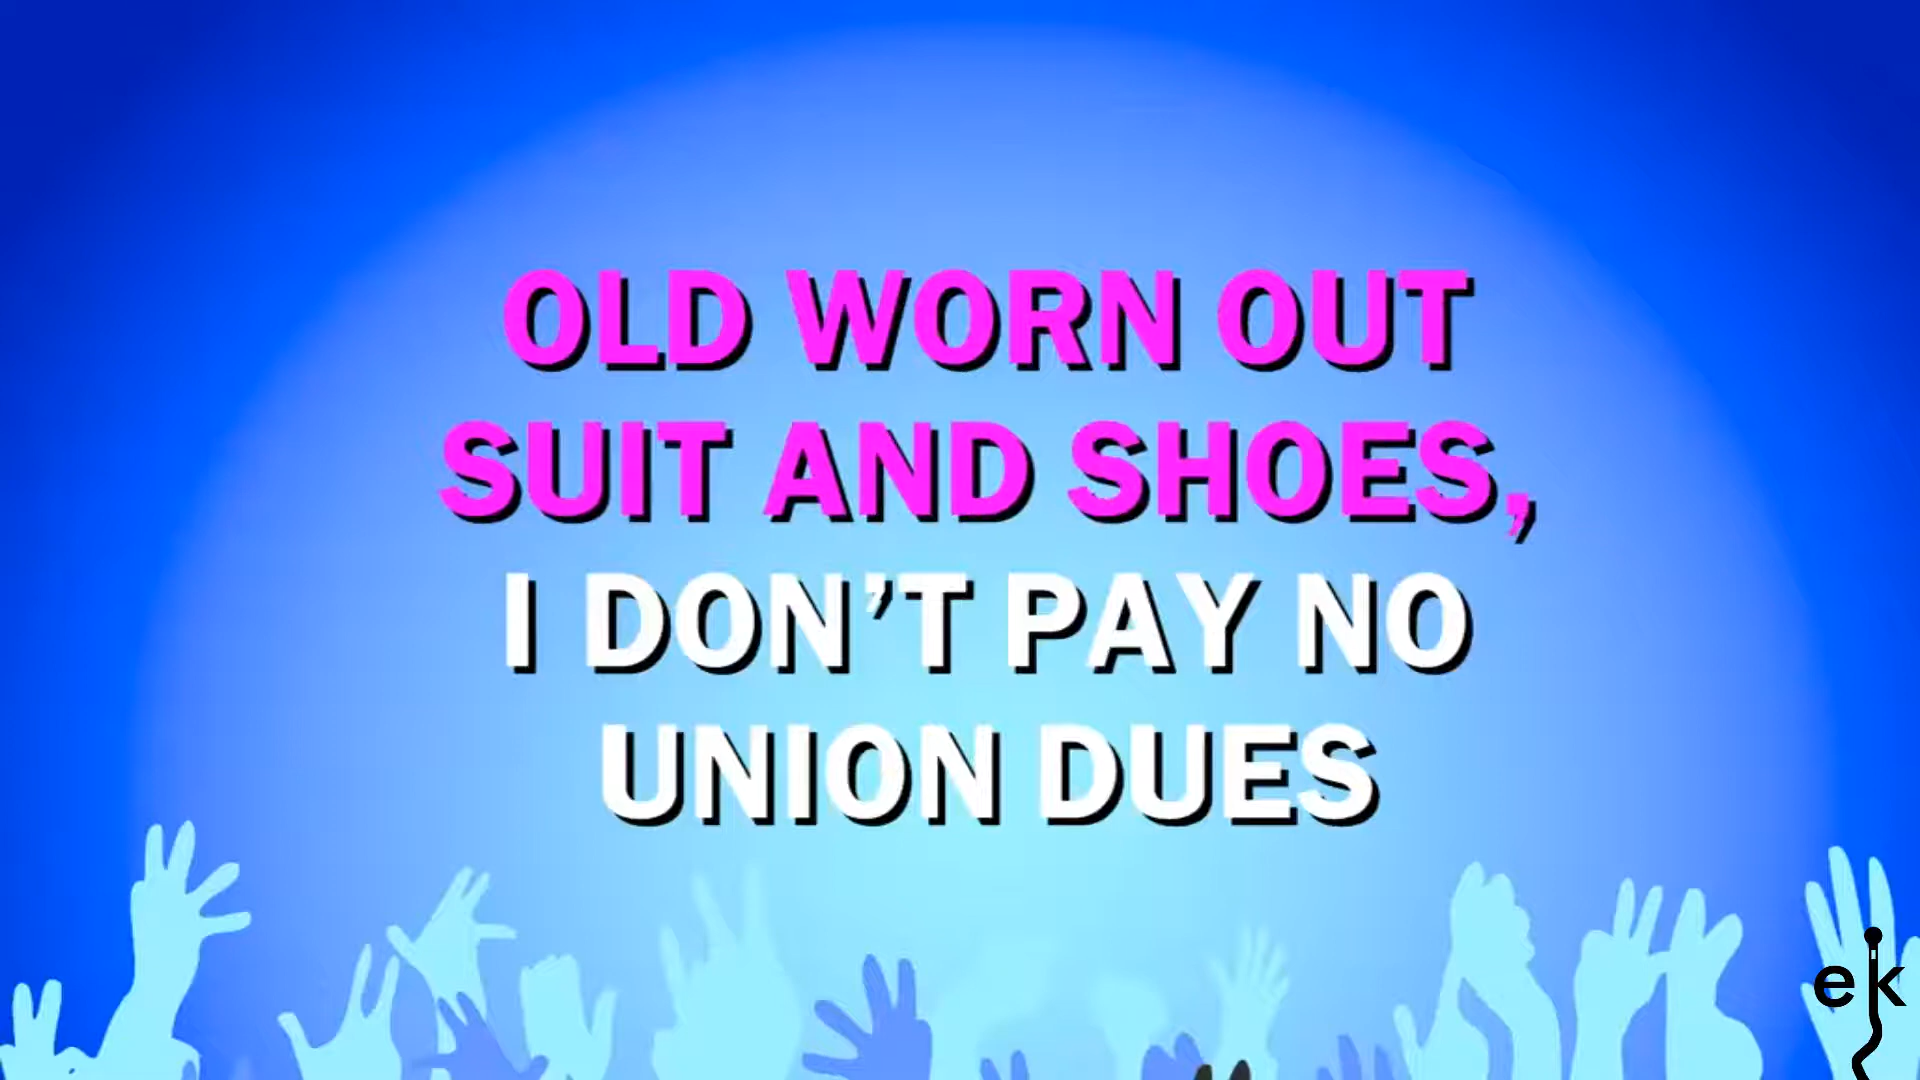 OLD WORN OUT
SUIT AND SHOES,
I DON’T PAY NO
UNION DUES
ek